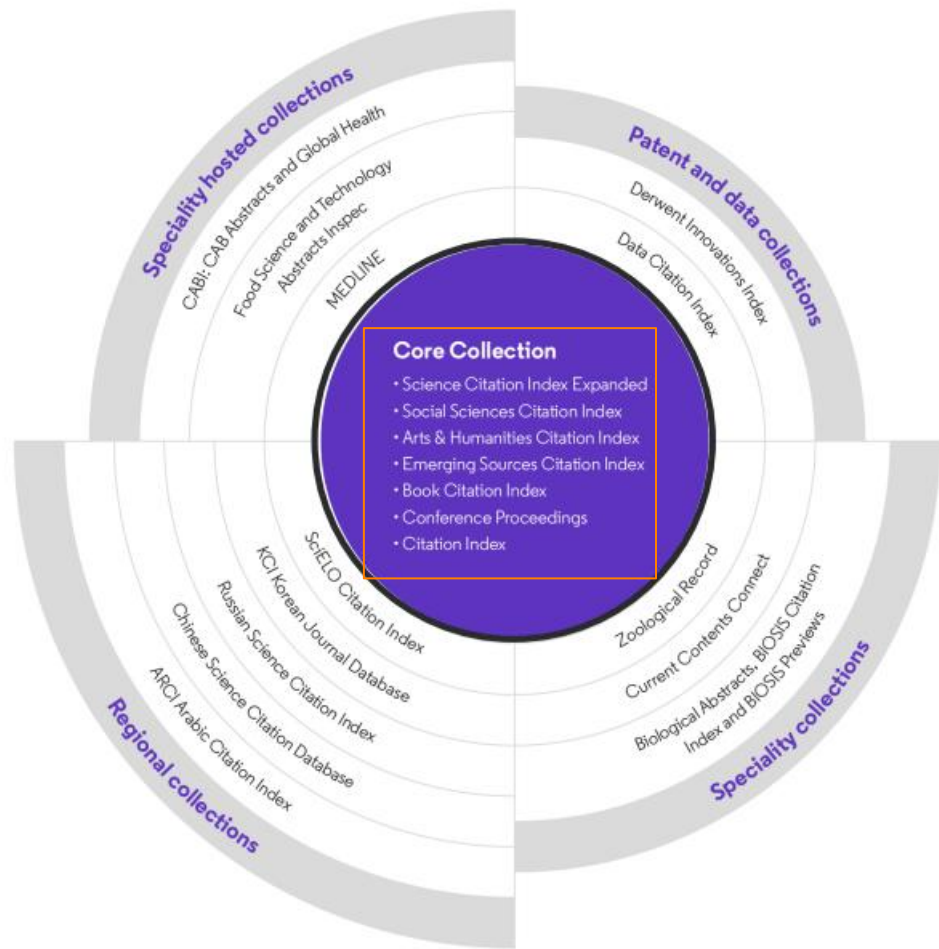 Speciality hosted collections
CABI: CAB Abstracts and Global Health
Food Science and Technology
Abstracts Inspec
MEDLINE
Patent and data collections
Derwent Innovations Index
Data Citation Index
Core Collection
• Science Citation Index Expanded
• Social Sciences Citation Index
• Arts & Humanities Citation Index
• Emerging Sources Citation Index
• Book Citation Index
• Conference Proceedings
• Citation Index
SciELO Citation Index
KCI Korean Journal Database
Russian Science Citation Index
Chinese Science Citation Database
ARCI Arabic Citation Index
Regional collections
Zoological Record
Current Contents Connect
Biological Abstracts, BIOSIS Citation
Index and BIOSIS Previews
Speciality collections